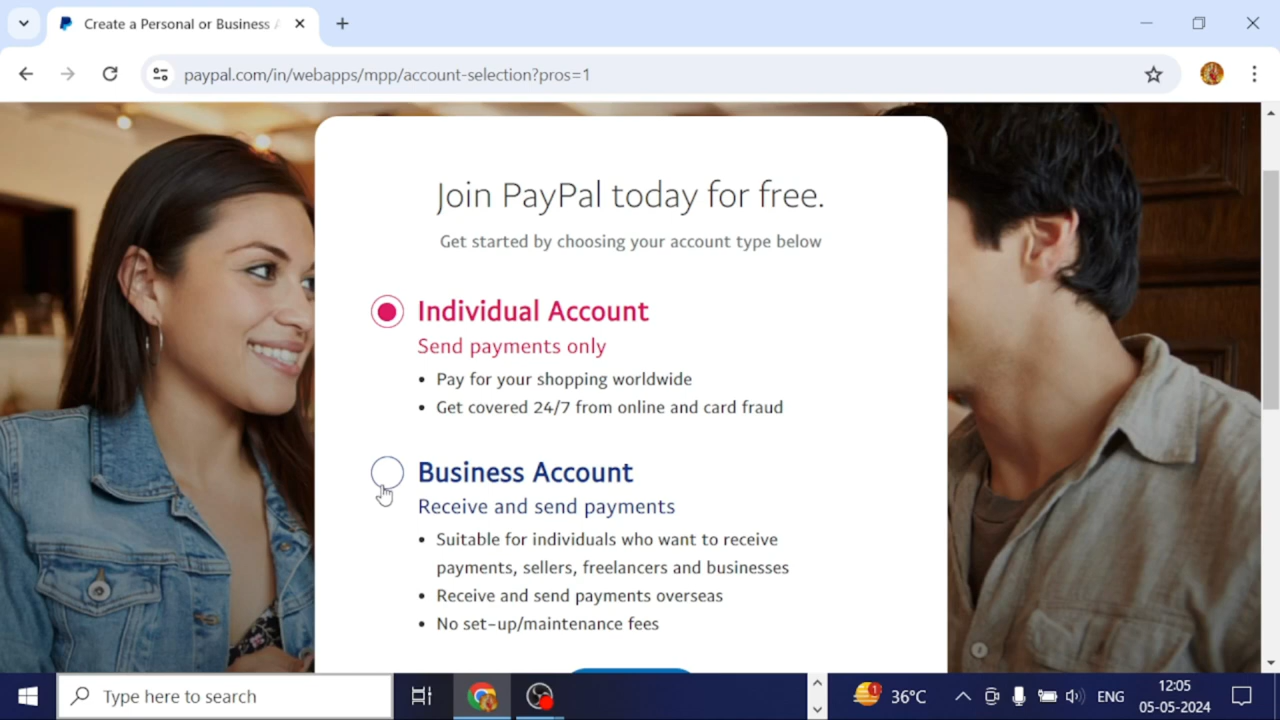 Create a Personal or Business A
paypal.com/in/webapps/mpp/account-selection?pros=1
Join PayPal today for free.
Get started by choosing your account type below
Individual Account
Send payments only
• Pay for your shopping worldwide
• Get covered 24/7 from online and card fraud
Business Account
Receive and send payments
• Suitable for individuals who want to receive
payments, sellers, freelancers and businesses
• Receive and send payments overseas
• No set-up/maintenance fees
Type here to search
1
36°C
ENG
12:05
05-05-2024